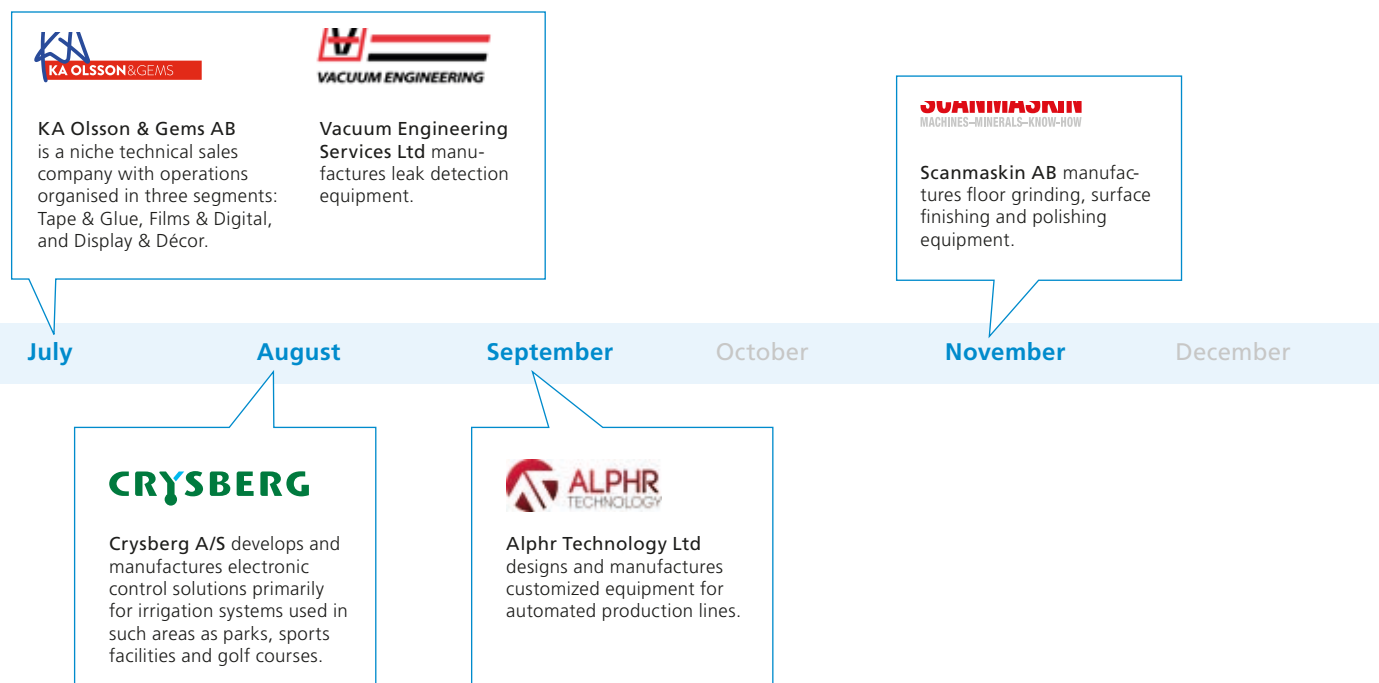 KA OLSSON&GEMS
VACUUM ENGINEERING
KA Olsson & Gems AB
is a niche technical sales
company with operations
organised in three segments:
Tape & Glue, Films & Digital,
and Display & Décor.
Vacuum Engineering
Services Ltd manu-
factures leak detection
equipment.
SCANMASKIN
MACHINES–MINERALS–KNOW-HOW
Scanmaskin AB manufac-
tures floor grinding, surface
finishing and polishing
equipment.
July
August
September
October
November
December
CRYSBERG
Crysberg A/S develops and
manufactures electronic
control solutions primarily
for irrigation systems used in
such areas as parks, sports
facilities and golf courses.
ALPHR
TECHNOLOGY
Alphr Technology Ltd
designs and manufactures
customized equipment for
automated production lines.